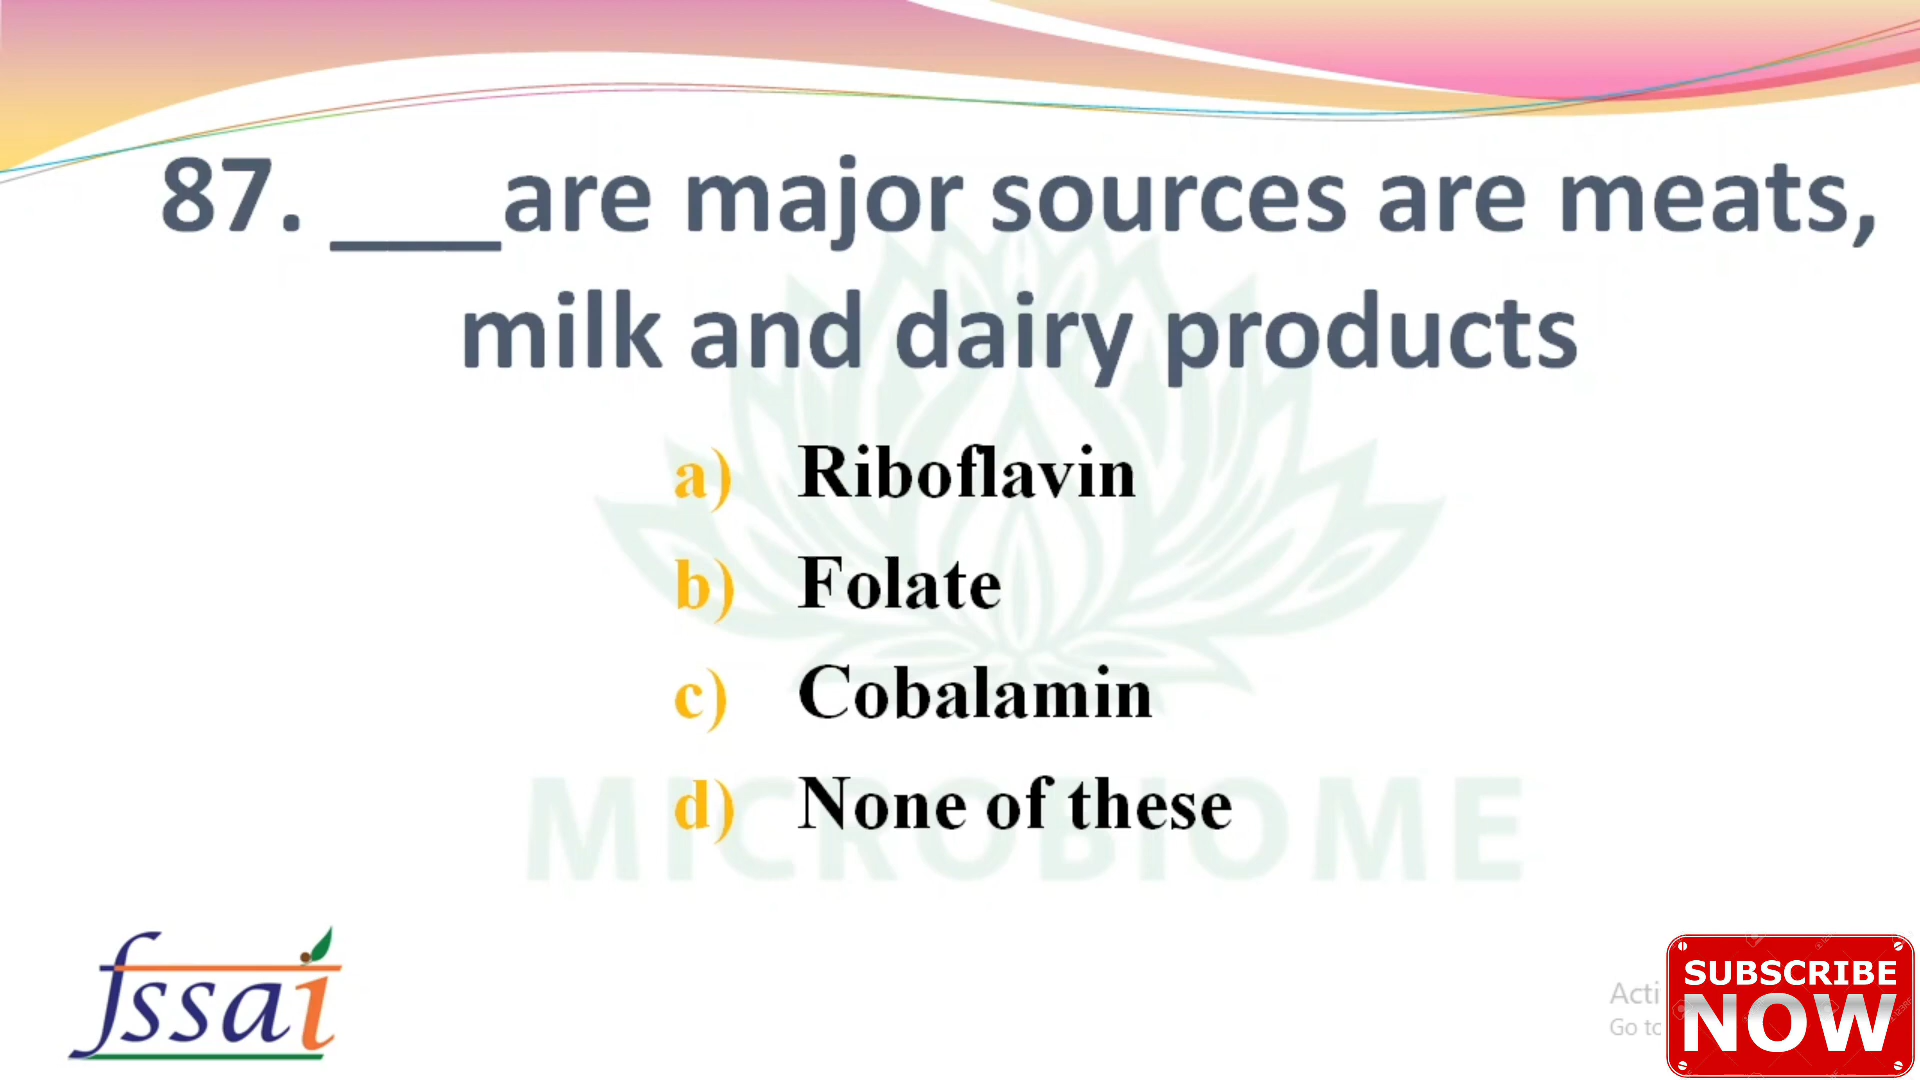 87. ___are major sources are meats,
milk and dairy products
a) Riboflavin
b) Folate
c) Cobalamin
d) None of these
MICROBIOME
fssai
Acti
Go to
SUBSCRIBE
NOW